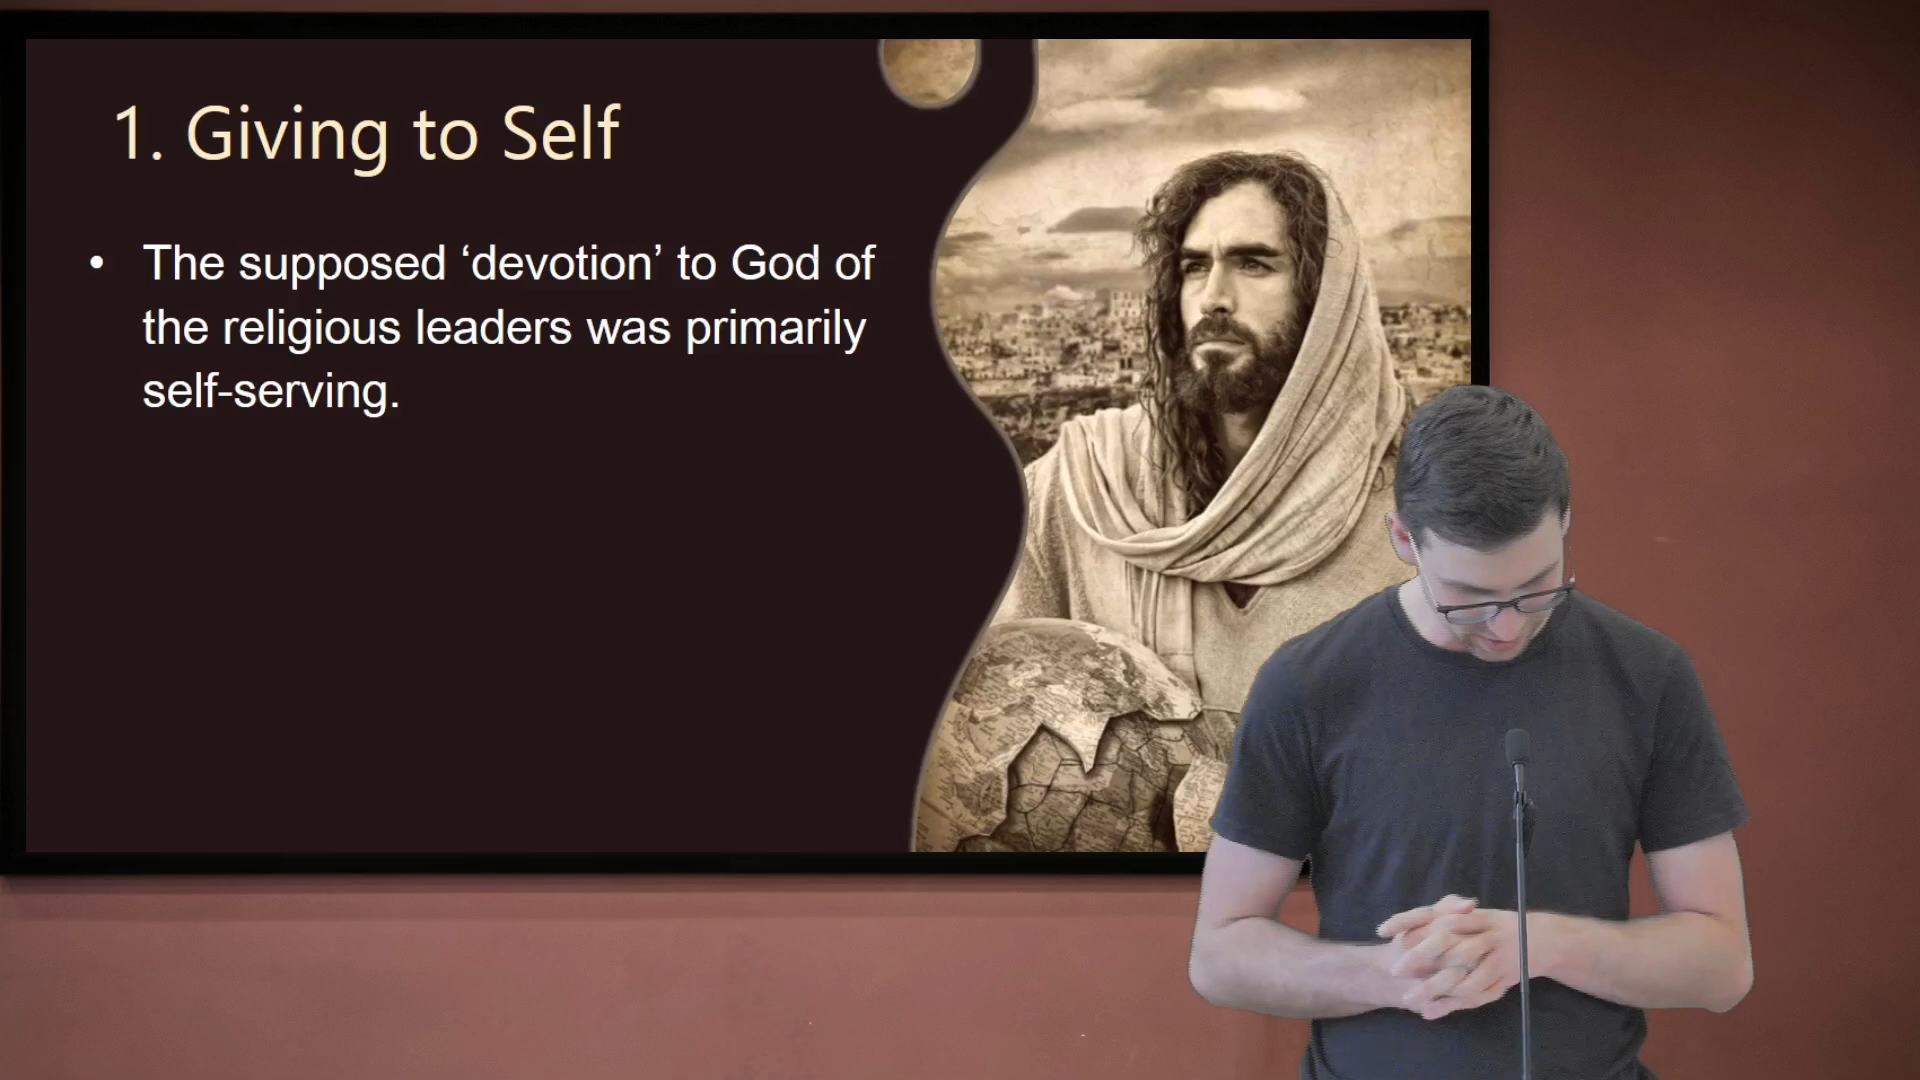 1. Giving to Self
• The supposed ‘devotion’ to God of
the religious leaders was primarily
self-serving.